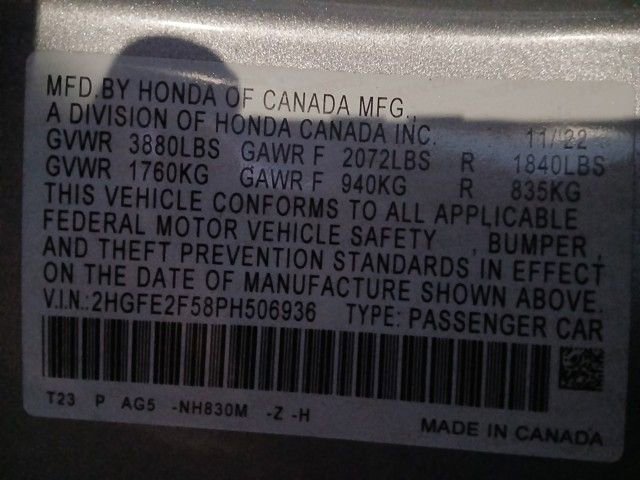 MFD.BY HONDA OF CANADA MFG.,
A DIVISION OF HONDA CANADA INC. 11/22
GVWR 3880LBS GAWR F 2072LBS R 1840LBS
GVWR 1760KG GAWR F 940KG R 835KG
THIS VEHICLE CONFORMS TO ALL APPLICABLE
FEDERAL MOTOR VEHICLE SAFETY , BUMPER ,
AND THEFT PREVENTION STANDARDS IN EFFECT
ON THE DATE OF MANUFACTURE SHOWN ABOVE.
V.I.N.:2HGFE2F58PH506936 TYPE: PASSENGER CAR
T23 P AG5 -NH830M -Z -H
MADE IN CANADA